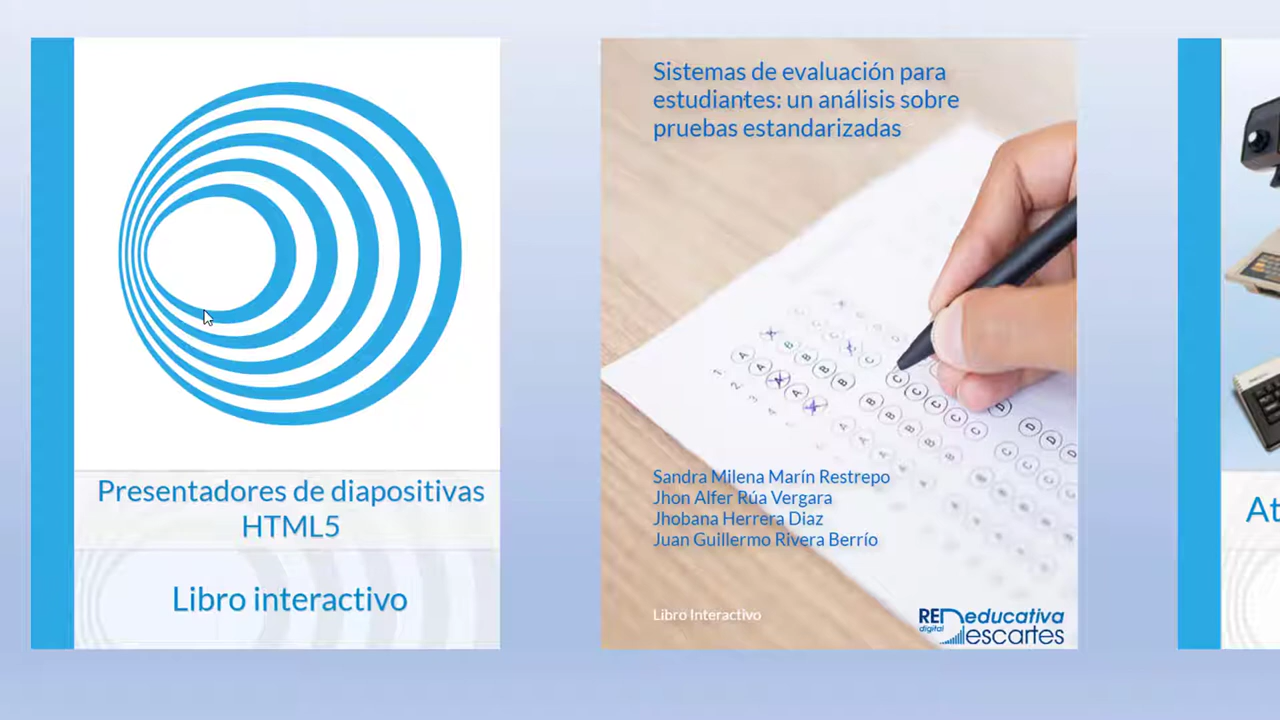 Presentadores de diapositivas
HTML5
Libro interactivo
Sistemas de evaluación para
estudiantes: un análisis sobre
pruebas estandarizadas
Sandra Milena Marín Restrepo
Jhon Alfer Rúa Vergara
Jhobana Herrera Diaz
Juan Guillermo Rivera Berrío
Libro Interactivo
RED educativa
digital
Descartes
At